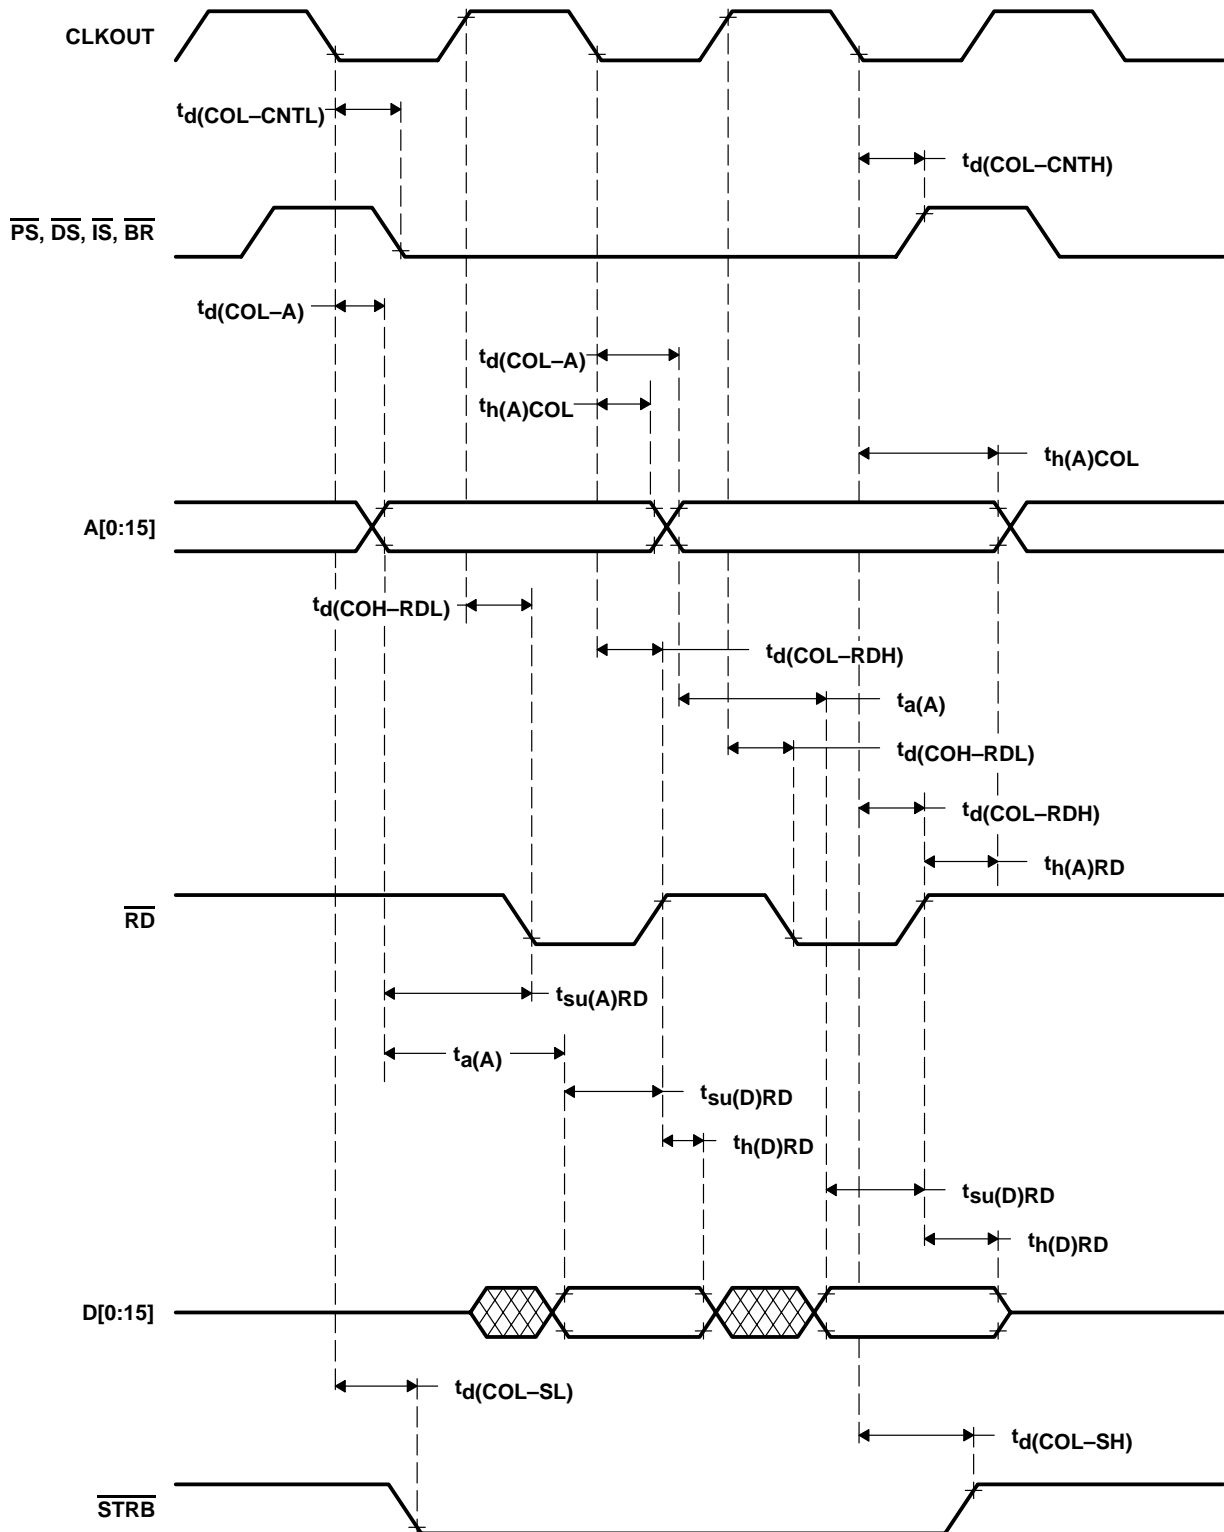 CLKOUT
td(COL–CNTL)
td(COL–CNTH)
PS, DS, IS, BR
td(COL–A)
td(COL–A)
th(A)COL
th(A)COL
A[0:15]
td(COH–RDL)
td(COL–RDH)
ta(A)
td(COH–RDL)
td(COL–RDH)
th(A)RD
RD
tsu(A)RD
ta(A)
tsu(D)RD
th(D)RD
tsu(D)RD
th(D)RD
D[0:15]
td(COL–SL)
td(COL–SH)
STRB